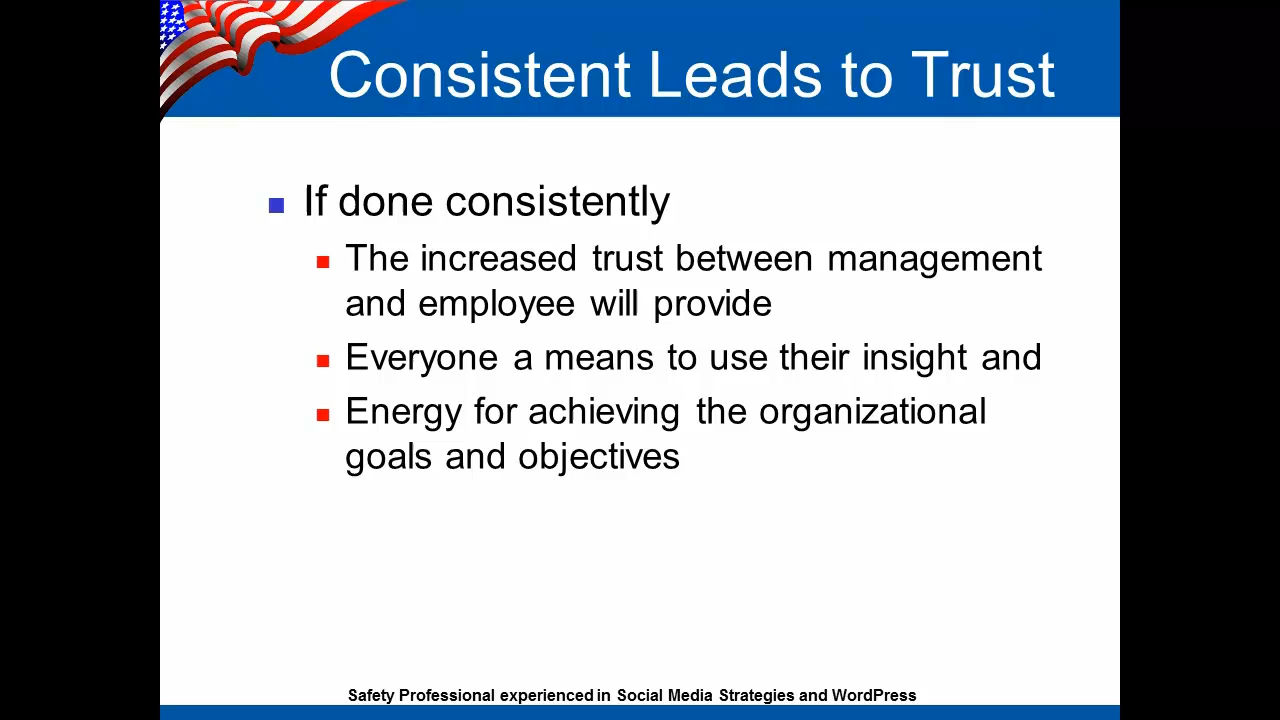 Consistent Leads to Trust
If done consistently
The increased trust between management
and employee will provide
Everyone a means to use their insight and
Energy for achieving the organizational
goals and objectives
Safety Professional experienced in Social Media Strategies and WordPress